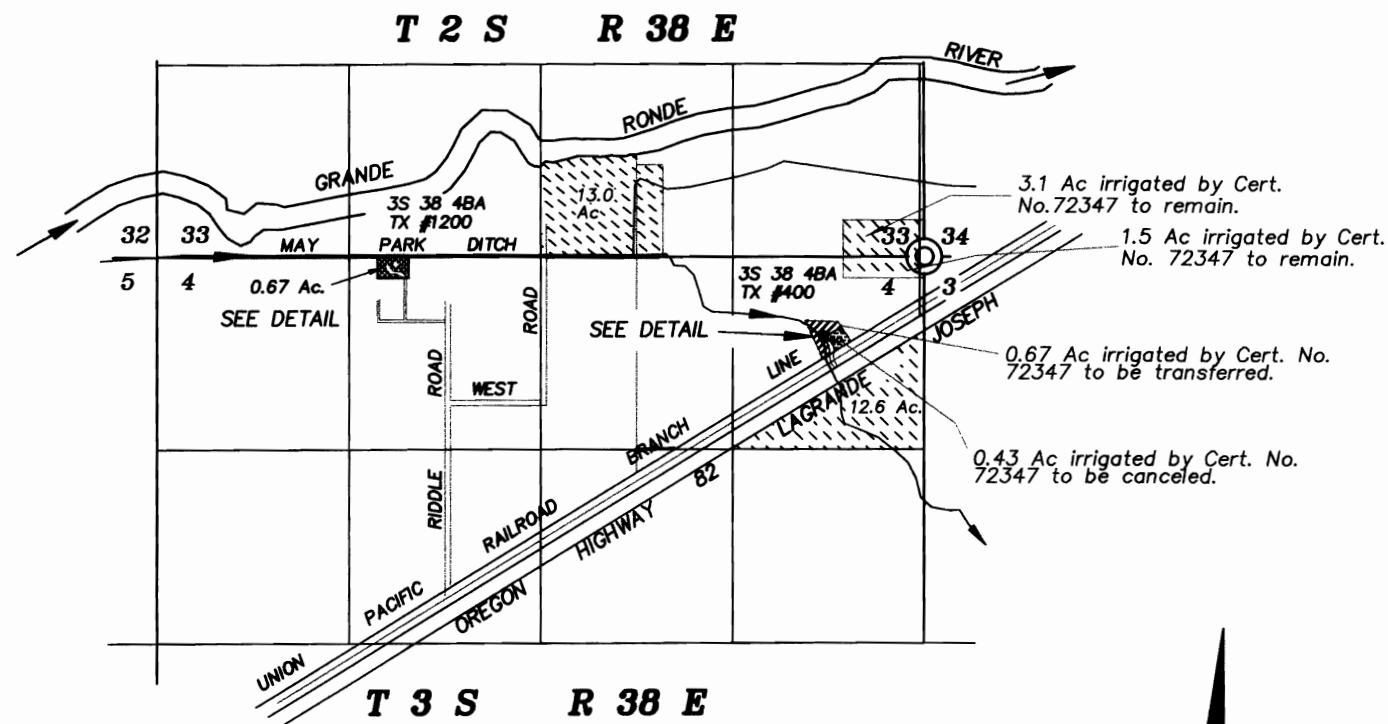 T 2 S R 38 E
RIVER
RONDE
GRANDE
3S 38 4BA
TX #1200
13.0
Ac.
3.1 Ac irrigated by Cert.
No. 72347 to remain.
32 33
MAY PARK DITCH
33 34
1.5 Ac irrigated by Cert.
No. 72347 to remain.
5 4
0.67 Ac.
3S 38 4BA
TX #400
4 3
SEE DETAIL
ROAD
SEE DETAIL
JOSEPH
LINE
0.67 Ac irrigated by Cert. No.
72347 to be transferred.
ROAD
WEST
LAGRANDE
12.6 Ac.
BRANCH
82
0.43 Ac irrigated by Cert. No.
72347 to be canceled.
RIDDLE
RAILROAD
HIGHWAY
PACIFIC
OREGON
UNION
T 3 S R 38 E